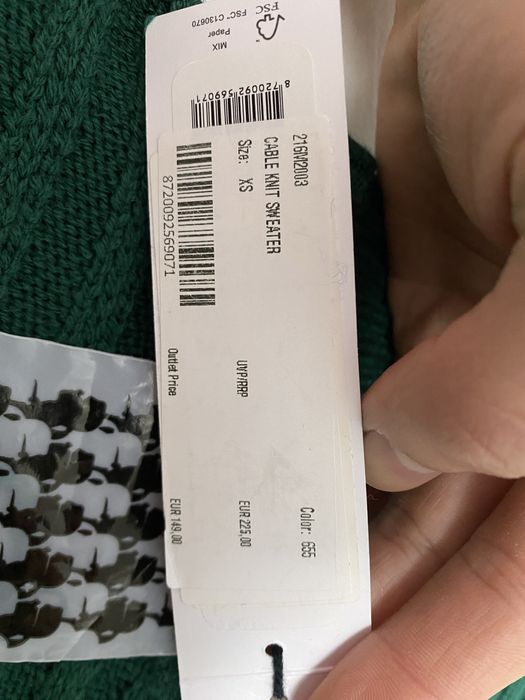 FSC
MIX
Paper
FSC™ C130670
8 720092 569071
216M2003
CABLE KNIT SWEATER
Size: XS
Color: 655
8720092569071
UVP/RRP EUR 225,00
Outlet Price EUR 149,00